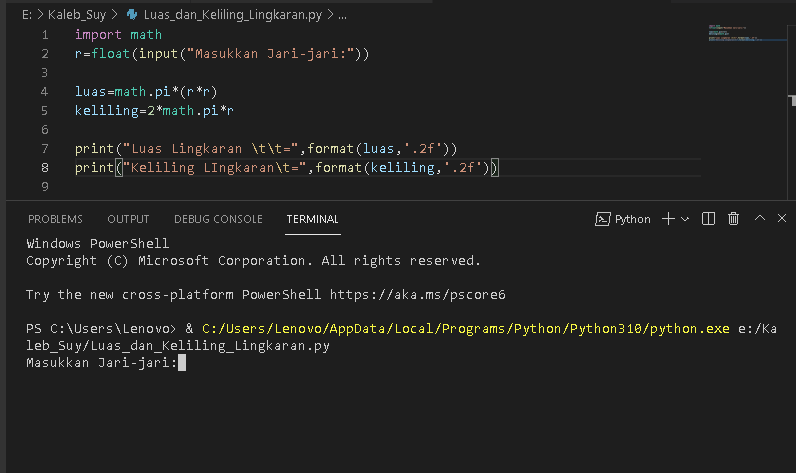 E: > Kaleb_Suy > Luas_dan_Keliling_Lingkaran.py > ...
1 import math
2 r=float(input("Masukkan Jari-jari:"))
3
4 luas=math.pi*(r*r)
5 keliling=2*math.pi*r
6
7 print("Luas Lingkaran \t\t=",format(luas,'.2f'))
8 print("Keliling LIngkaran\t=",format(keliling,'.2f'))
9
PROBLEMS OUTPUT DEBUG CONSOLE TERMINAL Python
Windows PowerShell
Copyright (C) Microsoft Corporation. All rights reserved.
Try the new cross-platform PowerShell https://aka.ms/pscore6
PS C:\Users\Lenovo> & C:/Users/Lenovo/AppData/Local/Programs/Python/Python310/python.exe e:/Ka
leb_Suy/Luas_dan_Keliling_Lingkaran.py
Masukkan Jari-jari: